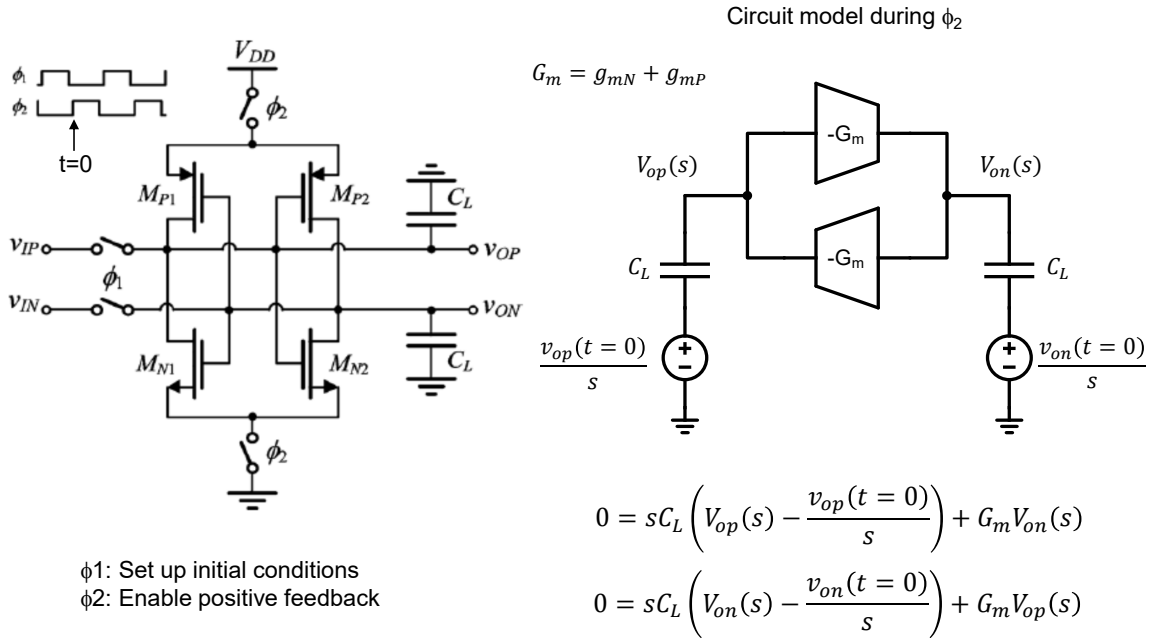 Circuit model during ϕ2
ϕ1
ϕ2
t=0
VDD
ϕ2
MP1
MP2
CL
vIP
vOP
ϕ1
vIN
vON
MN1
MN2
CL
ϕ2
ϕ1: Set up initial conditions
ϕ2: Enable positive feedback
Gm = gmN + gmP
-Gm
Vop(s)
Von(s)
-Gm
CL
CL
vop(t = 0)/s
+
-
von(t = 0)/s
+
-
0 = sCL (Vop(s) − vop(t = 0)/s) + GmVon(s)
0 = sCL (Von(s) − von(t = 0)/s) + GmVop(s)